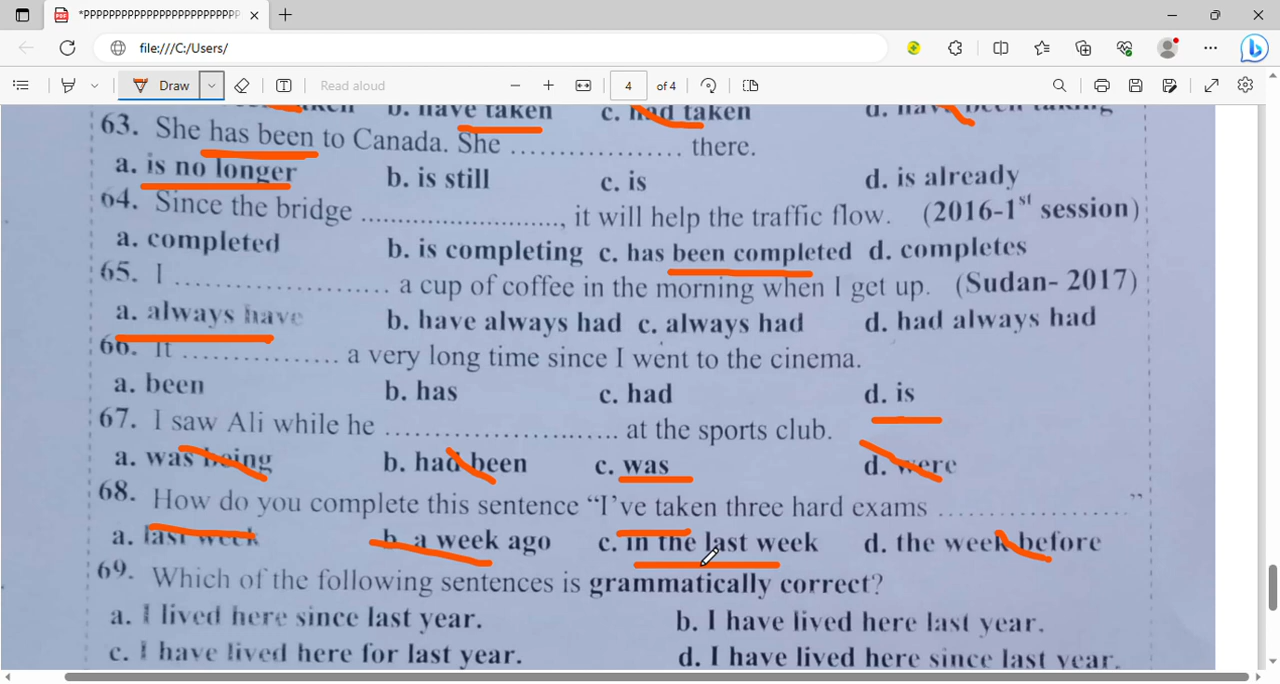 *PPPPPPPPPPPPPPPPPPPPPPPPPP
file:///C:/Users/
Draw
Read aloud
4 of 4
b. have taken c. had taken d. have been taking
63. She has been to Canada. She .................. there.
a. is no longer b. is still c. is d. is already
64. Since the bridge ......................, it will help the traffic flow. (2016-1st session)
a. completed b. is completing c. has been completed d. completes
65. I ........................ a cup of coffee in the morning when I get up. (Sudan- 2017)
a. always have b. have always had c. always had d. had always had
66. It ................ a very long time since I went to the cinema.
a. been b. has c. had d. is
67. I saw Ali while he .......................... at the sports club.
a. was being b. had been c. was d. were
68. How do you complete this sentence “I’ve taken three hard exams .....................”
a. last week b. a week ago c. in the last week d. the week before
69. Which of the following sentences is grammatically correct?
a. I lived here since last year. b. I have lived here last year.
c. I have lived here for last year. d. I have lived here since last year.